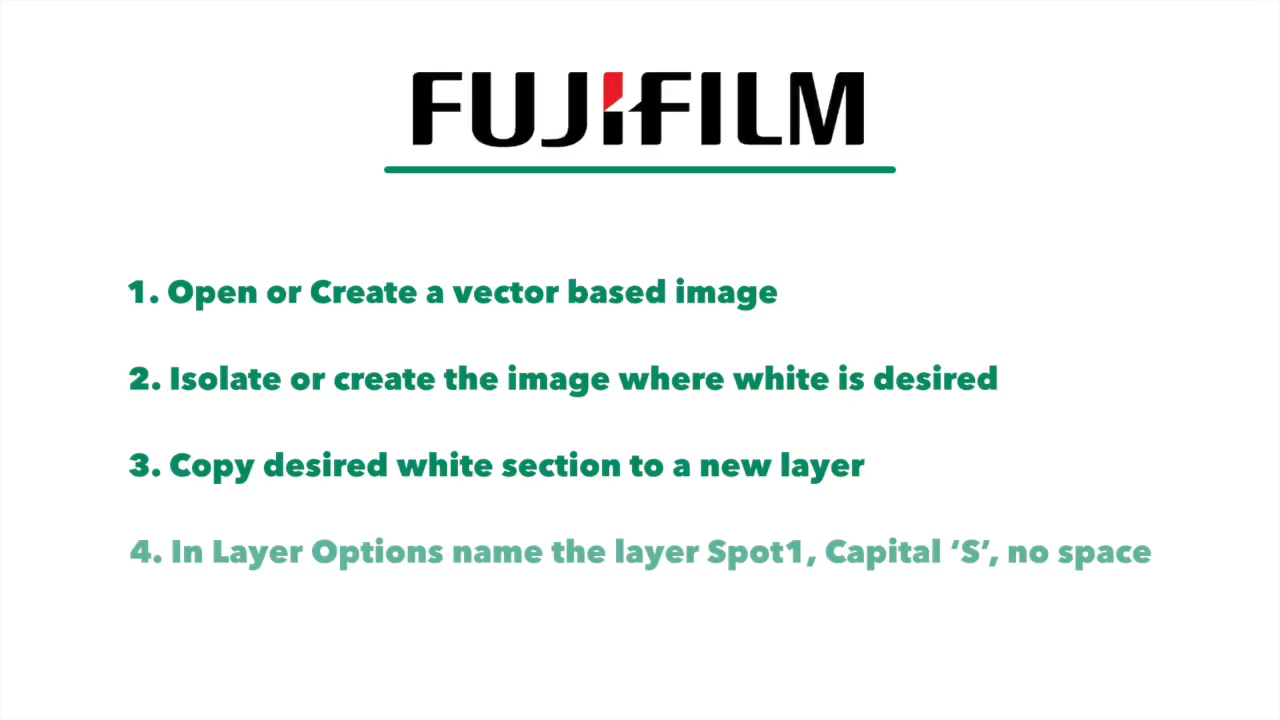 FUJIFILM
1. Open or Create a vector based image
2. Isolate or create the image where white is desired
3. Copy desired white section to a new layer
4. In Layer Options name the layer Spot1, Capital ‘S’, no space